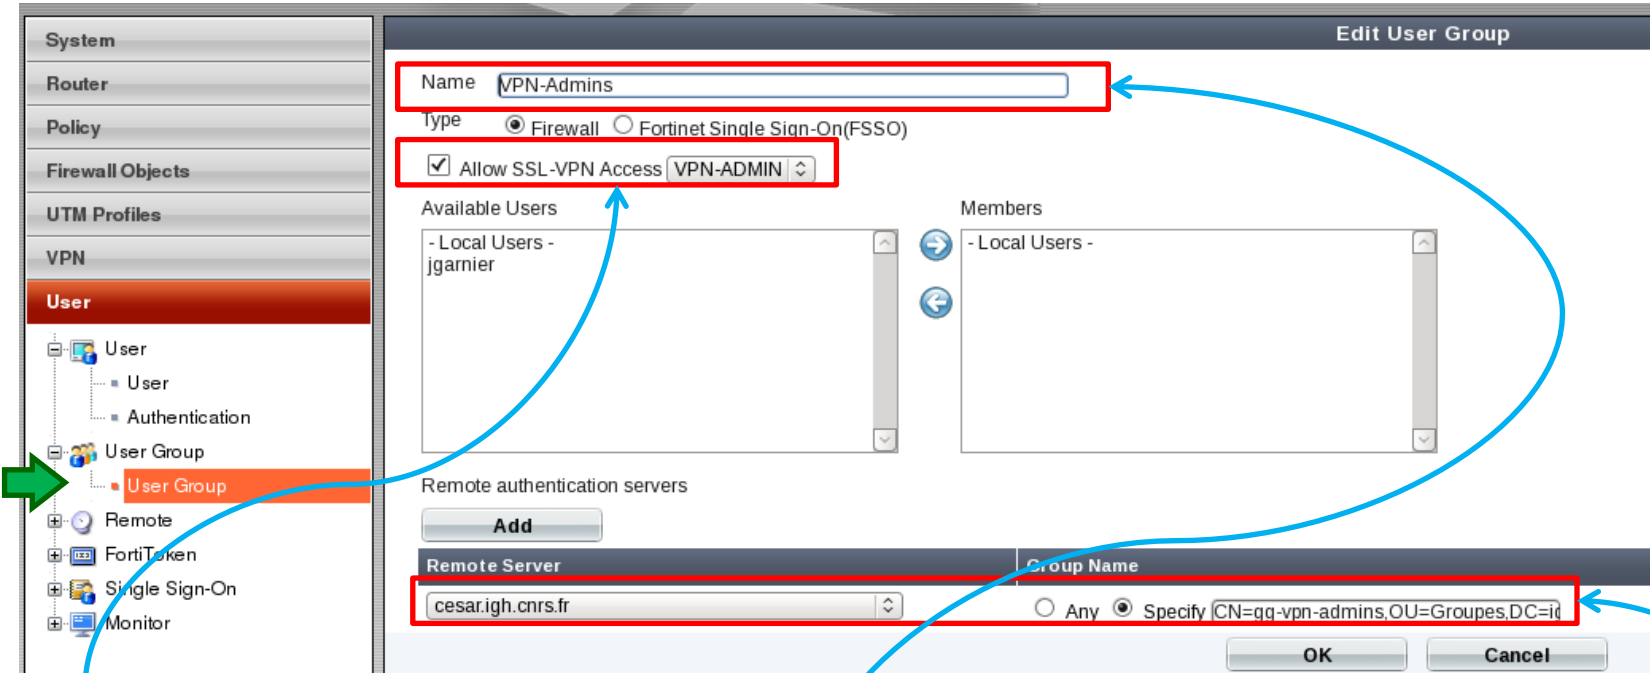 Edit User Group
System
Router
Policy
Firewall Objects
UTM Profiles
VPN
User
User
User
Authentication
User Group
User Group
Remote
FortiToken
Single Sign-On
Monitor
Name VPN-Admins
Type Firewall Fortinet Single Sign-On(FSSO)
Allow SSL-VPN Access VPN-ADMIN
Available Users Members
- Local Users - - Local Users -
jgarnier
Remote authentication servers
Add
Remote Server Group Name
cesar.igh.cnrs.fr Any Specify CN=gg-vpn-admins,OU=Groupes,DC=ig
OK Cancel